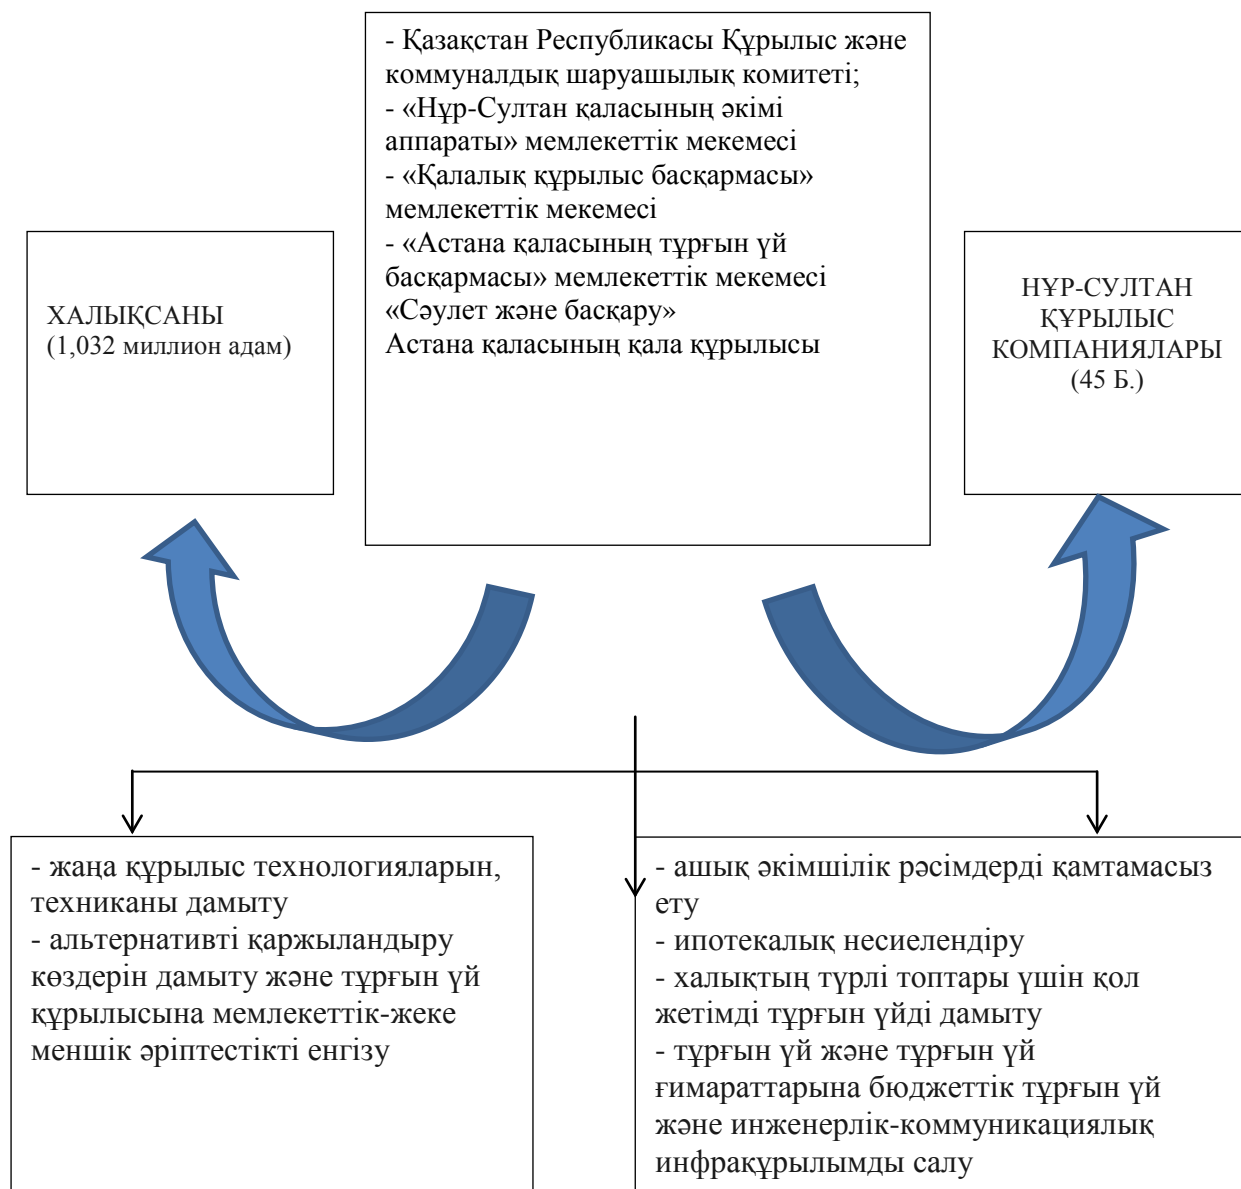 - Қазақстан Республикасы Құрылыс және
коммуналдық шаруашылық комитеті;
- «Нұр-Султан қаласының әкімі
аппараты» мемлекеттік мекемесі
- «Қалалық құрылыс басқармасы»
мемлекеттік мекемесі
- «Астана қаласының тұрғын үй
басқармасы» мемлекеттік мекемесі
«Сәулет және басқару»
Астана қаласының қала құрылысы
ХАЛЫҚСАНЫ
(1,032 миллион адам)
НҰР-СУЛТАН
ҚҰРЫЛЫС
КОМПАНИЯЛАРЫ
(45 Б.)
- жаңа құрылыс технологияларын,
техниканы дамыту
- альтернативті қаржыландыру
көздерін дамыту және тұрғын үй
құрылысына мемлекеттік-жеке
меншік әріптестікті енгізу
- ашық әкімшілік рәсімдерді қамтамасыз
ету
- ипотекалық несиелендіру
- халықтың түрлі топтары үшін қол
жетімді тұрғын үйді дамыту
- тұрғын үй және тұрғын үй
ғимараттарына бюджеттік тұрғын үй
және инженерлік-коммуникациялық
инфрақұрылымды салу